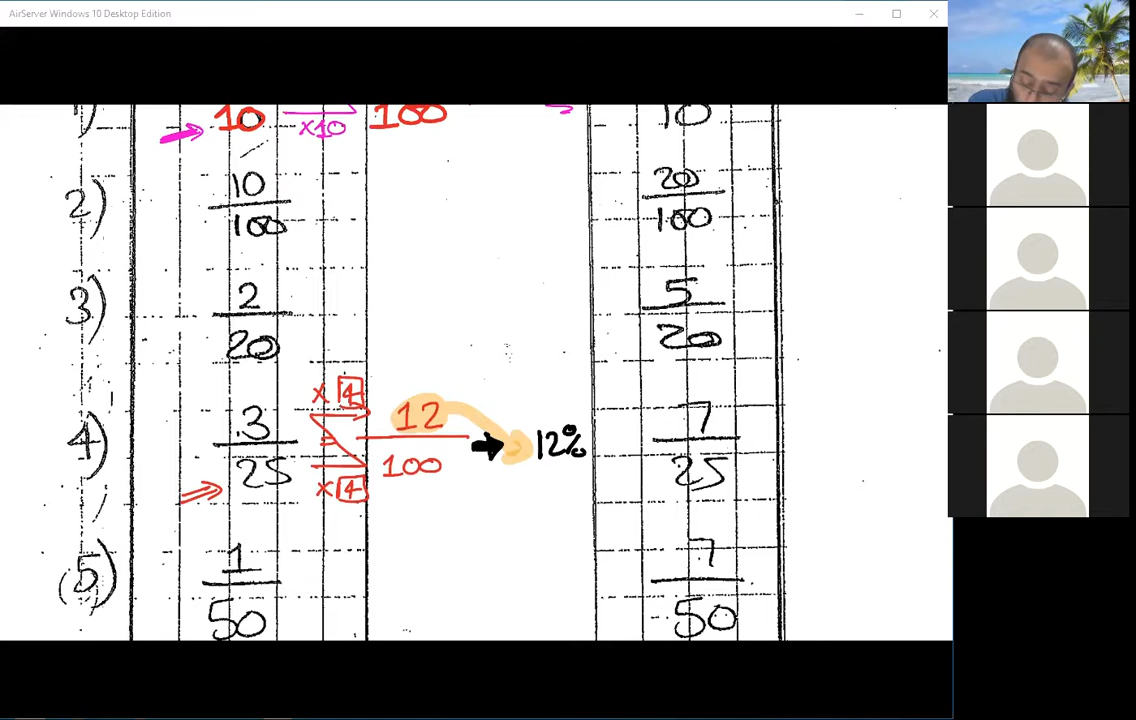 AirServer Windows 10 Desktop Edition
10 ×10 100 10
2) 10/100 20/100
3) 2/20 5/20
4) 3/25 ×4 = ×4 12/100 → 12% 7/25
5) 1/50 7/50